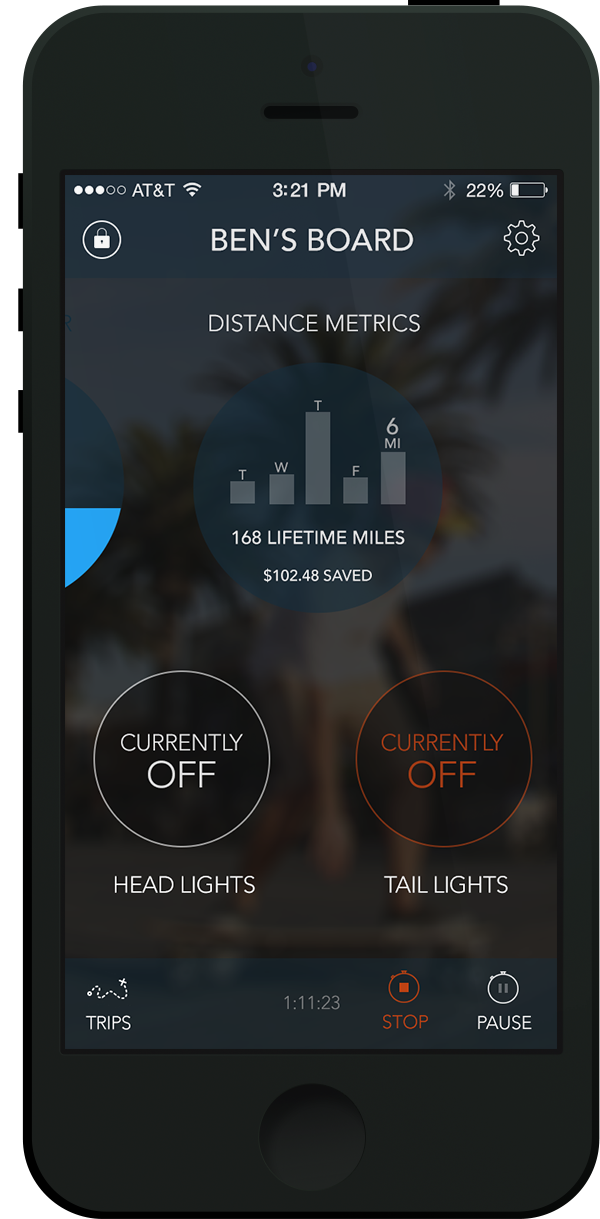 AT&T 3:21 PM 22%
BEN'S BOARD
R
DISTANCE METRICS
T W T F 6 MI
168 LIFETIME MILES
$102.48 SAVED
CURRENTLY
OFF
CURRENTLY
OFF
HEAD LIGHTS TAIL LIGHTS
1:11:23
TRIPS STOP PAUSE